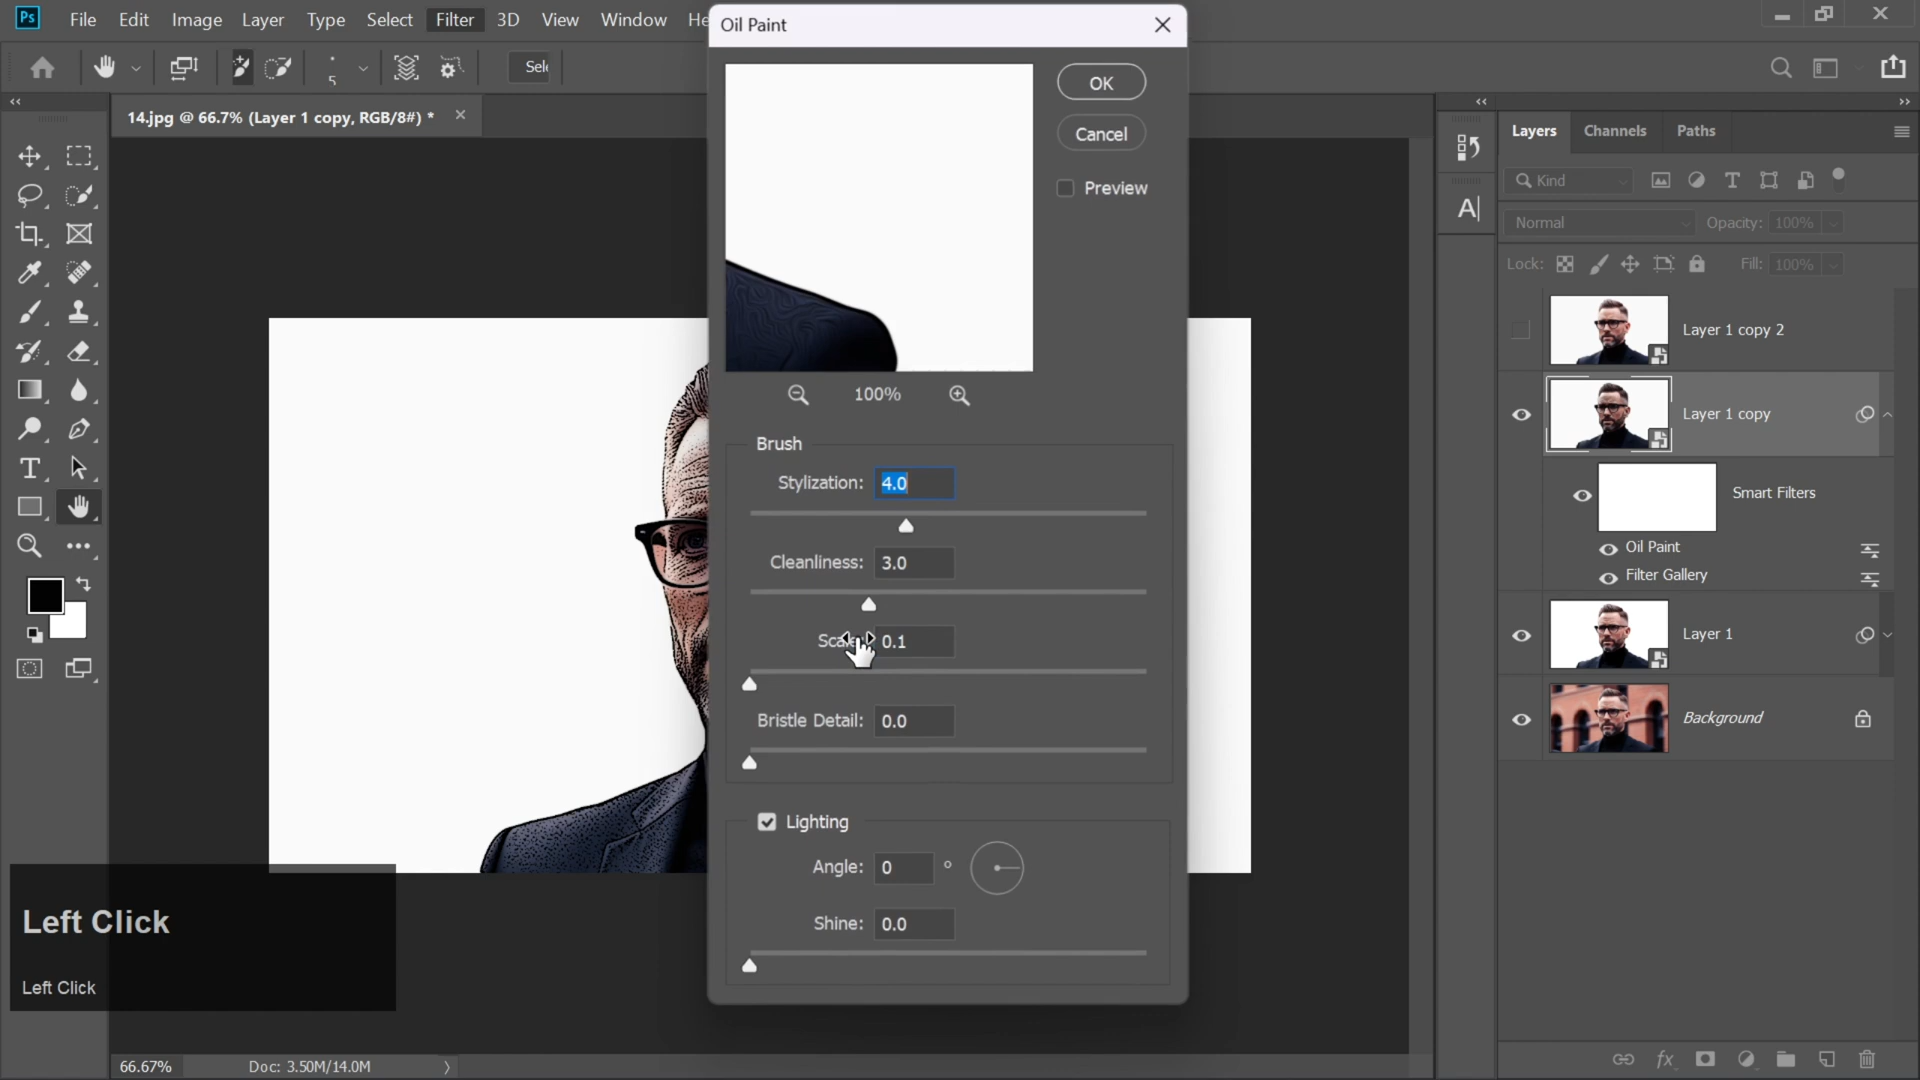 Ps File Edit Image Layer Type Select Filter 3D View Window He
Oil Paint
5 Sele
14.jpg @ 66.7% (Layer 1 copy, RGB/8#) *
OK
Cancel
Preview
100%
Brush
Stylization: 4.0
Cleanliness: 3.0
Scale: 0.1
Bristle Detail: 0.0
Lighting
Angle: 0 °
Shine: 0.0
Layers Channels Paths
Kind
Normal Opacity: 100%
Lock: Fill: 100%
Layer 1 copy 2
Layer 1 copy
Smart Filters
Oil Paint
Filter Gallery
Layer 1
Background
Left Click
Left Click
66.67% Doc: 3.50M/14.0M